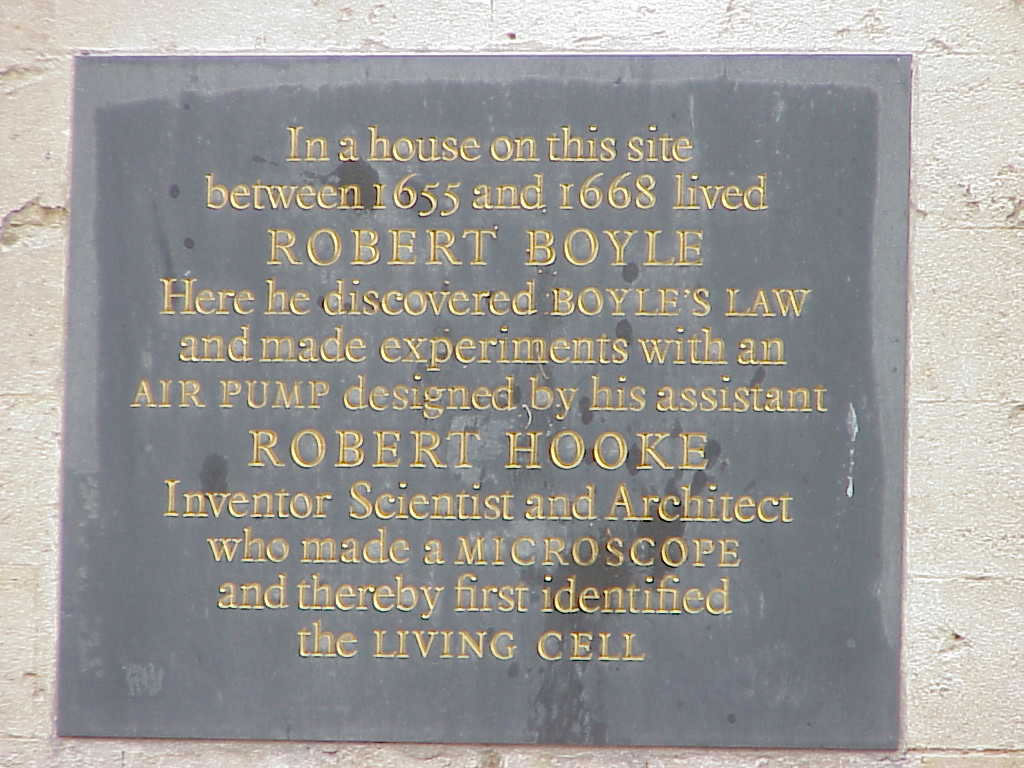 In a house on this site
between 1655 and 1668 lived
ROBERT BOYLE
Here he discovered BOYLE'S LAW
and made experiments with an
AIR PUMP designed by his assistant
ROBERT HOOKE
Inventor Scientist and Architect
who made a MICROSCOPE
and thereby first identified
the LIVING CELL